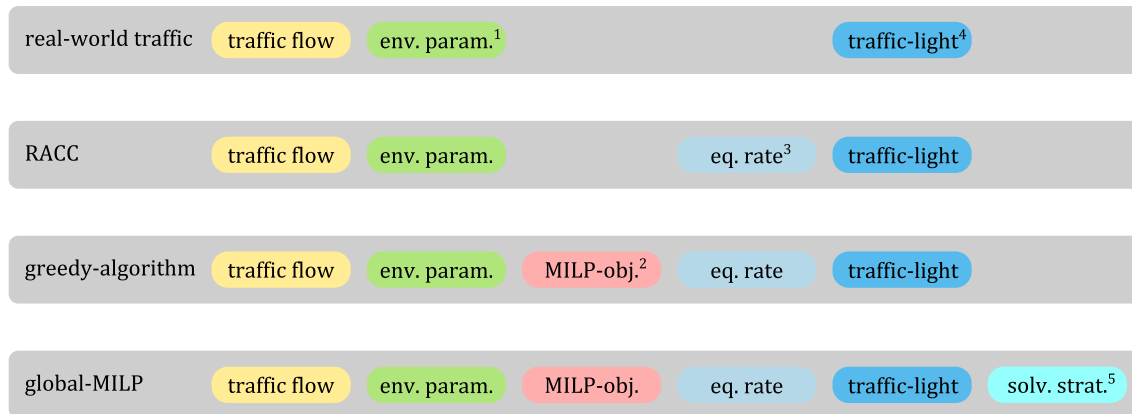 real-world traffic traffic flow env. param.¹ traffic-light⁴
RACC traffic flow env. param. eq. rate³ traffic-light
greedy-algorithm traffic flow env. param. MILP-obj.² eq. rate traffic-light
global-MILP traffic flow env. param. MILP-obj. eq. rate traffic-light solv. strat.⁵